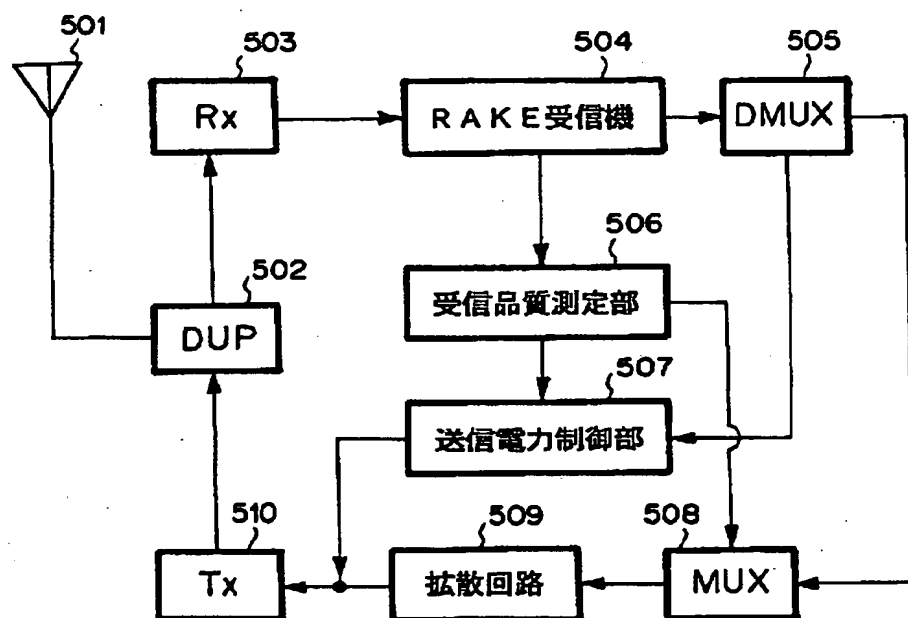 501
503
504
505
Rx
RAKE受信機
DMUX
506
502
受信品質測定部
DUP
507
送信電力制御部
510
509
508
Tx
拡散回路
MUX